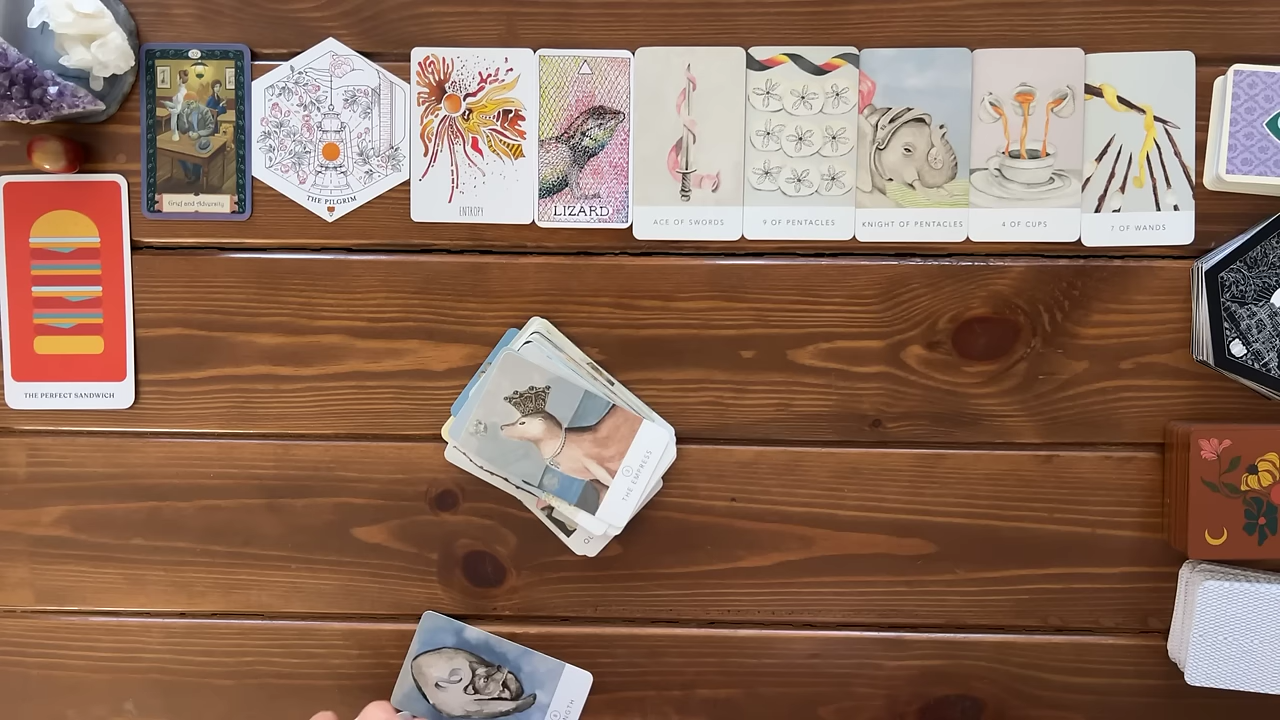 Grief and Adversity
THE PILGRIM
ENTROPY
LIZARD
ACE OF SWORDS
9 OF PENTACLES
KNIGHT OF PENTACLES
4 OF CUPS
7 OF WANDS
THE PERFECT SANDWICH
THE EMPRESS